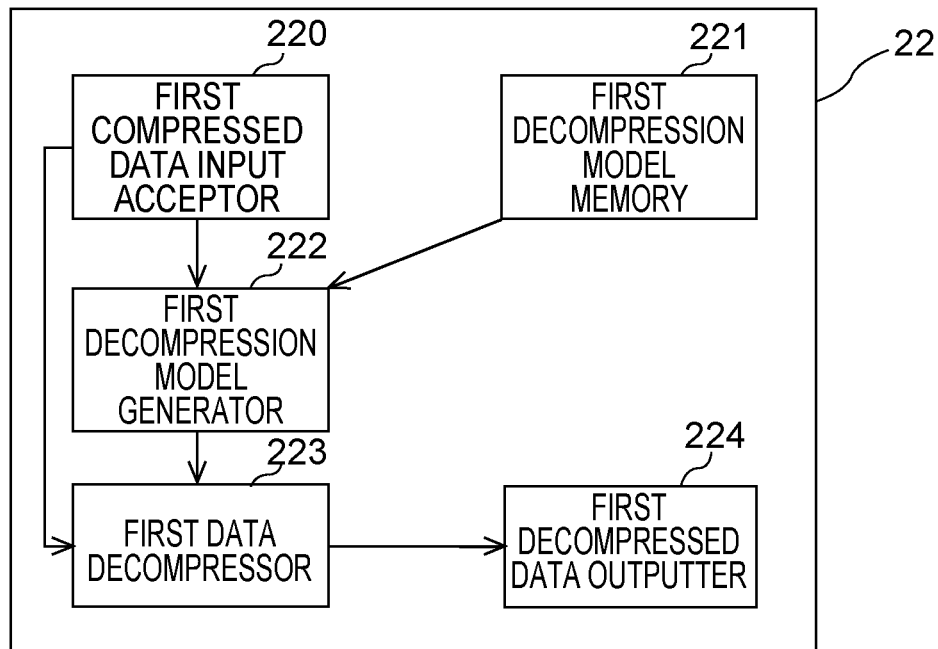 220
FIRST
COMPRESSED
DATA INPUT
ACCEPTOR
221
FIRST
DECOMPRESSION
MODEL
MEMORY
22
222
FIRST
DECOMPRESSION
MODEL
GENERATOR
223
FIRST DATA
DECOMPRESSOR
224
FIRST
DECOMPRESSED
DATA OUTPUTTER